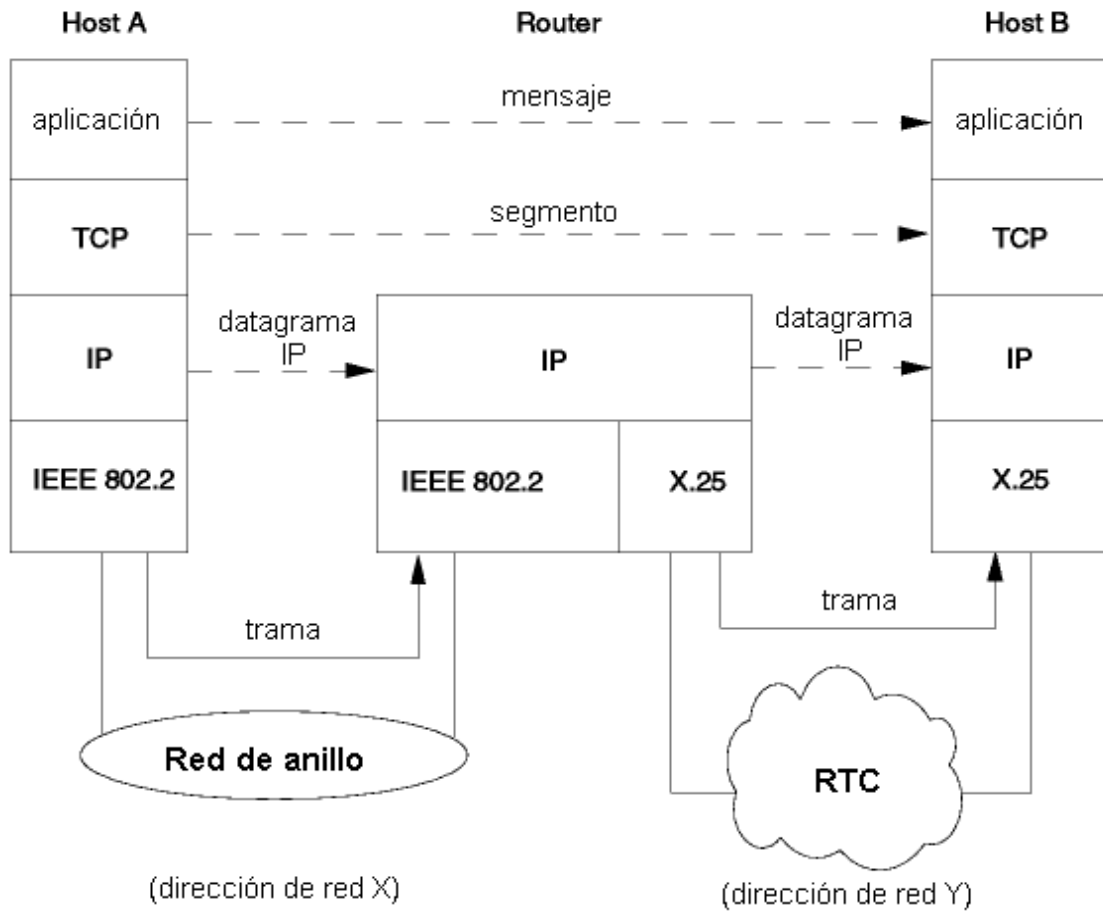 Host A
Router
Host B
aplicación
mensaje
aplicación
TCP
segmento
TCP
IP
datagrama
IP
IP
datagrama
IP
IP
IEEE 802.2
IEEE 802.2
X.25
X.25
trama
trama
Red de anillo
RTC
(dirección de red X)
(dirección de red Y)